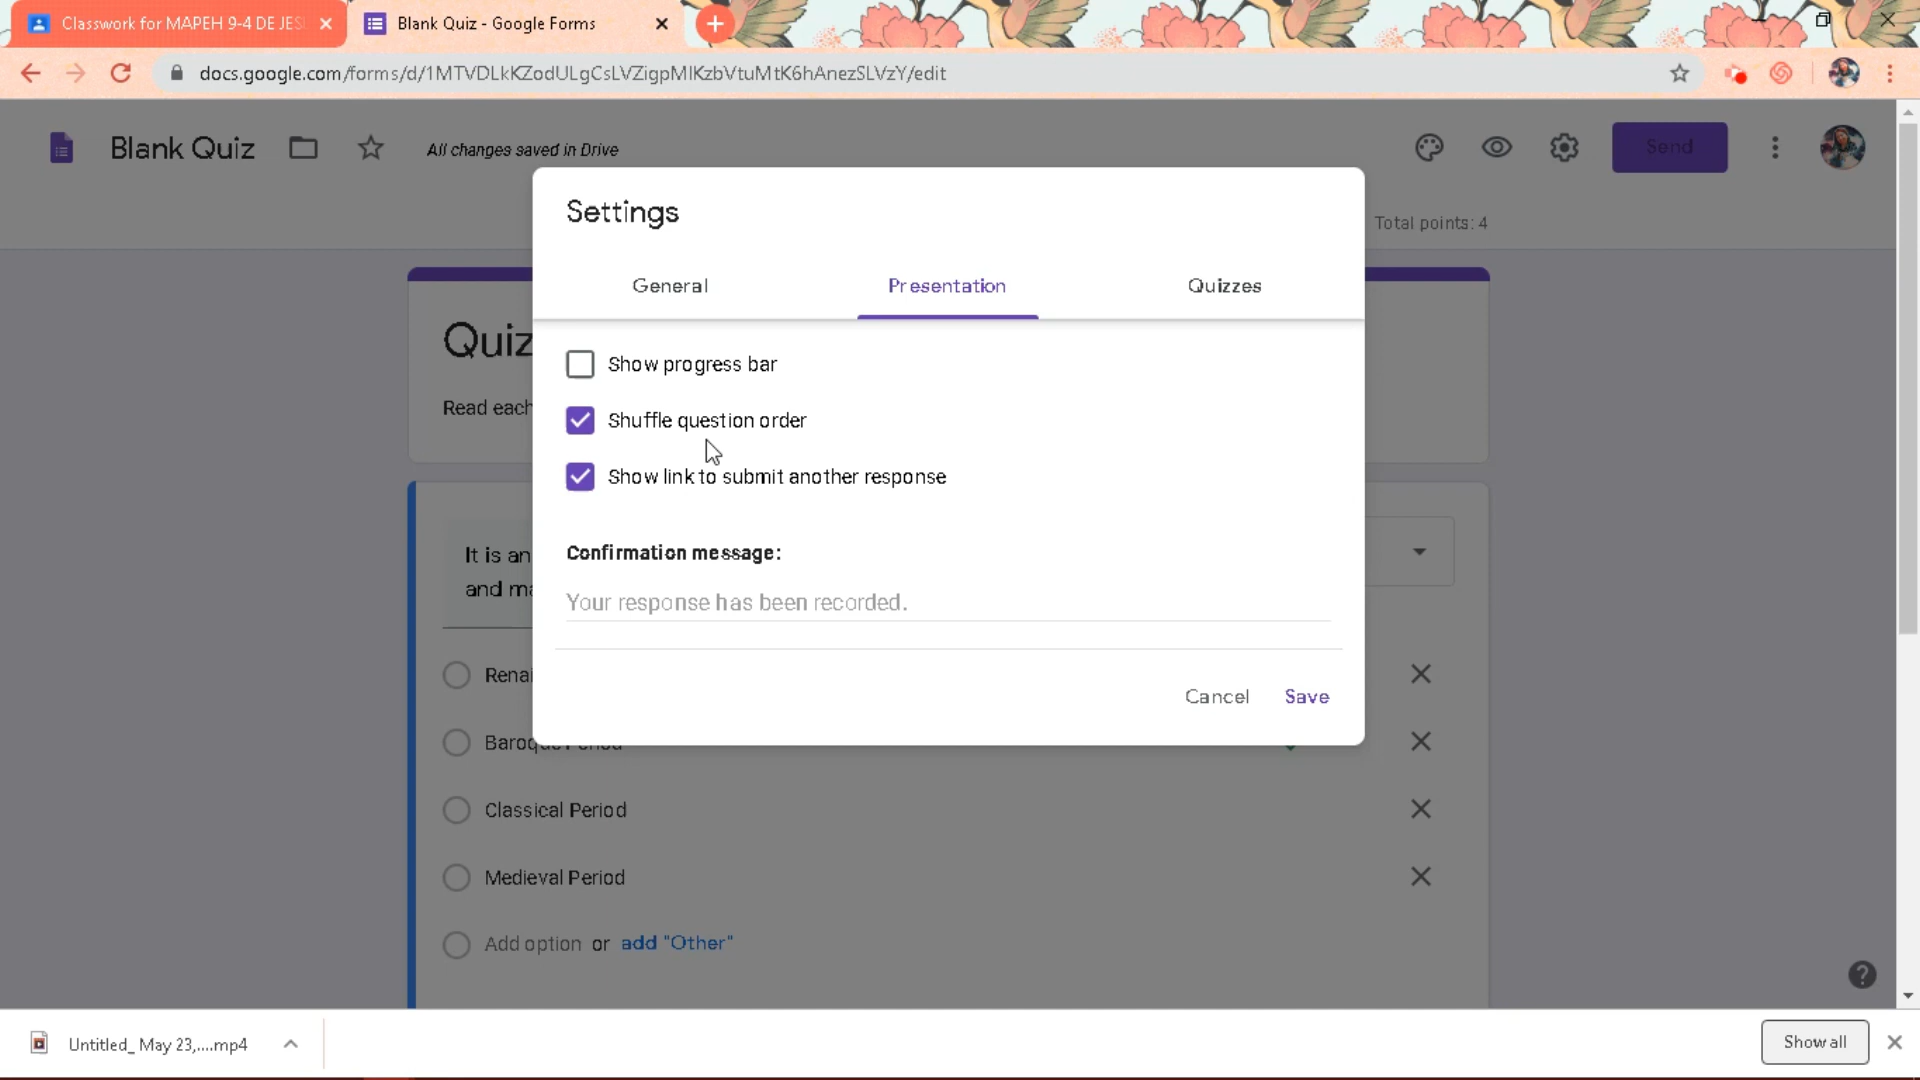 Classwork for MAPEH 9-4 DE JES
Blank Quiz - Google Forms
docs.google.com/forms/d/1MTVDLkKZodULgCsLVZigpMIKzbVtuMtK6hAnezSLVzY/edit
Blank Quiz
All changes saved in Drive
Send
Total points: 4
Settings
General
Presentation
Quizzes
Quiz
Show progress bar
Read each
Shuffle question order
Show link to submit another response
It is an
and ma
Confirmation message:
Your response has been recorded.
Renai
Cancel
Save
Baroque Period
Classical Period
Medieval Period
Add option or add "Other"
Untitled_ May 23,....mp4
Show all